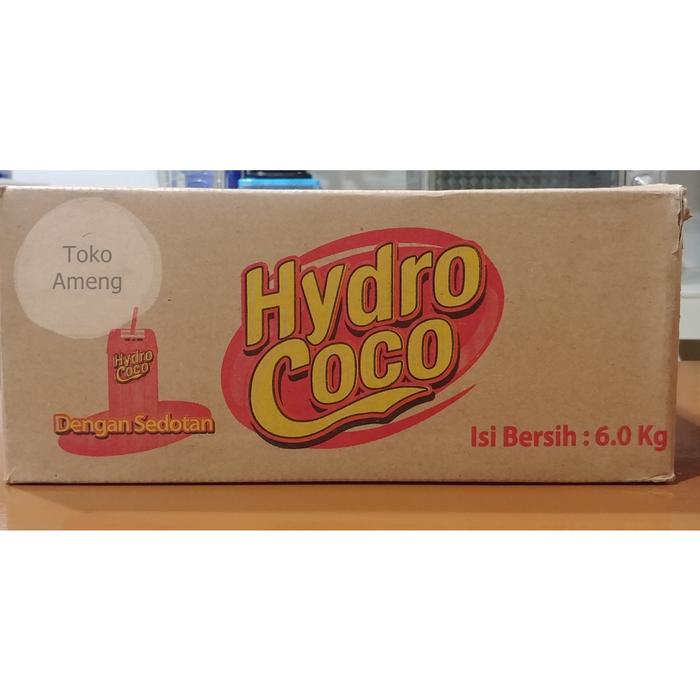 Toko
Ameng
Hydro
Coco
Hydro
Coco
Dengan Sedotan
Isi Bersih : 6.0 Kg